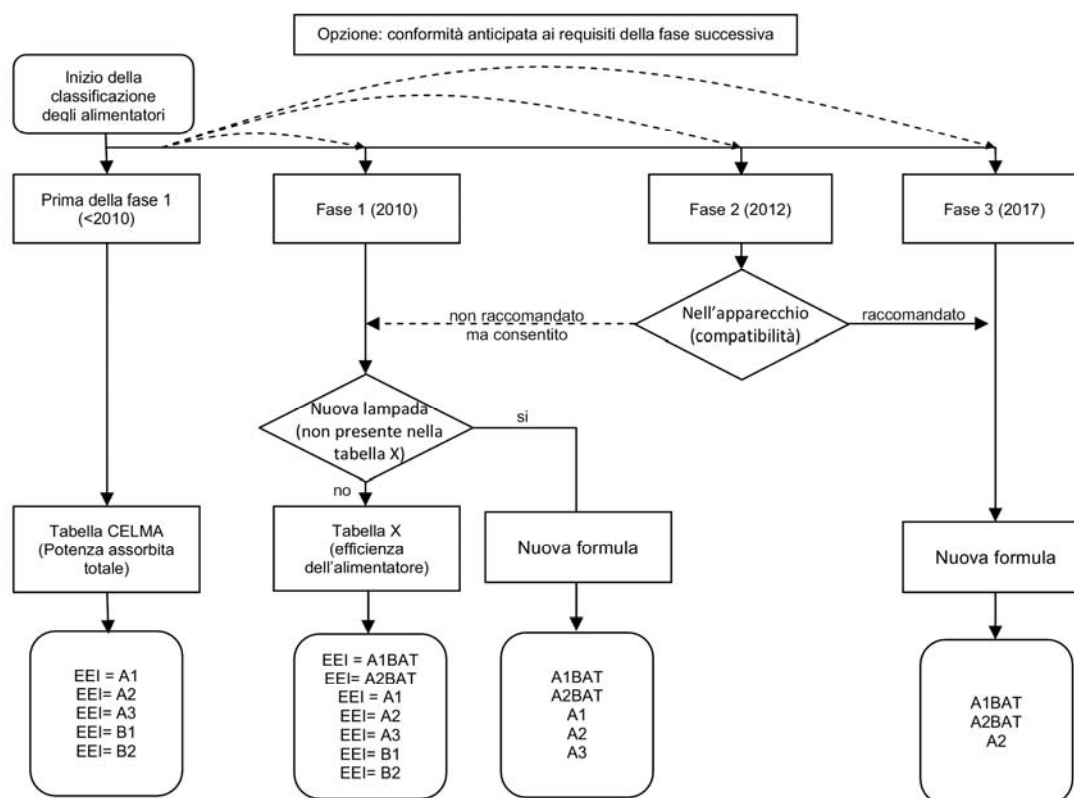 Opzione: conformità anticipata ai requisiti della fase successiva
Inizio della
classificazione
degli alimentatori
Prima della fase 1
(<2010)
Fase 1 (2010)
Fase 2 (2012)
Fase 3 (2017)
non raccomandato
ma consentito
Nell'apparecchio
(compatibilità)
raccomandato
Nuova lampada
(non presente nella
tabella X)
si
no
Tabella CELMA
(Potenza assorbita
totale)
Tabella X
(efficienza
dell'alimentatore)
Nuova formula
Nuova formula
EEI = A1
EEI= A2
EEI= A3
EEI= B1
EEI= B2
EEI = A1BAT
EEI= A2BAT
EEI = A1
EEI= A2
EEI= A3
EEI= B1
EEI= B2
A1BAT
A2BAT
A1
A2
A3
A1BAT
A2BAT
A2